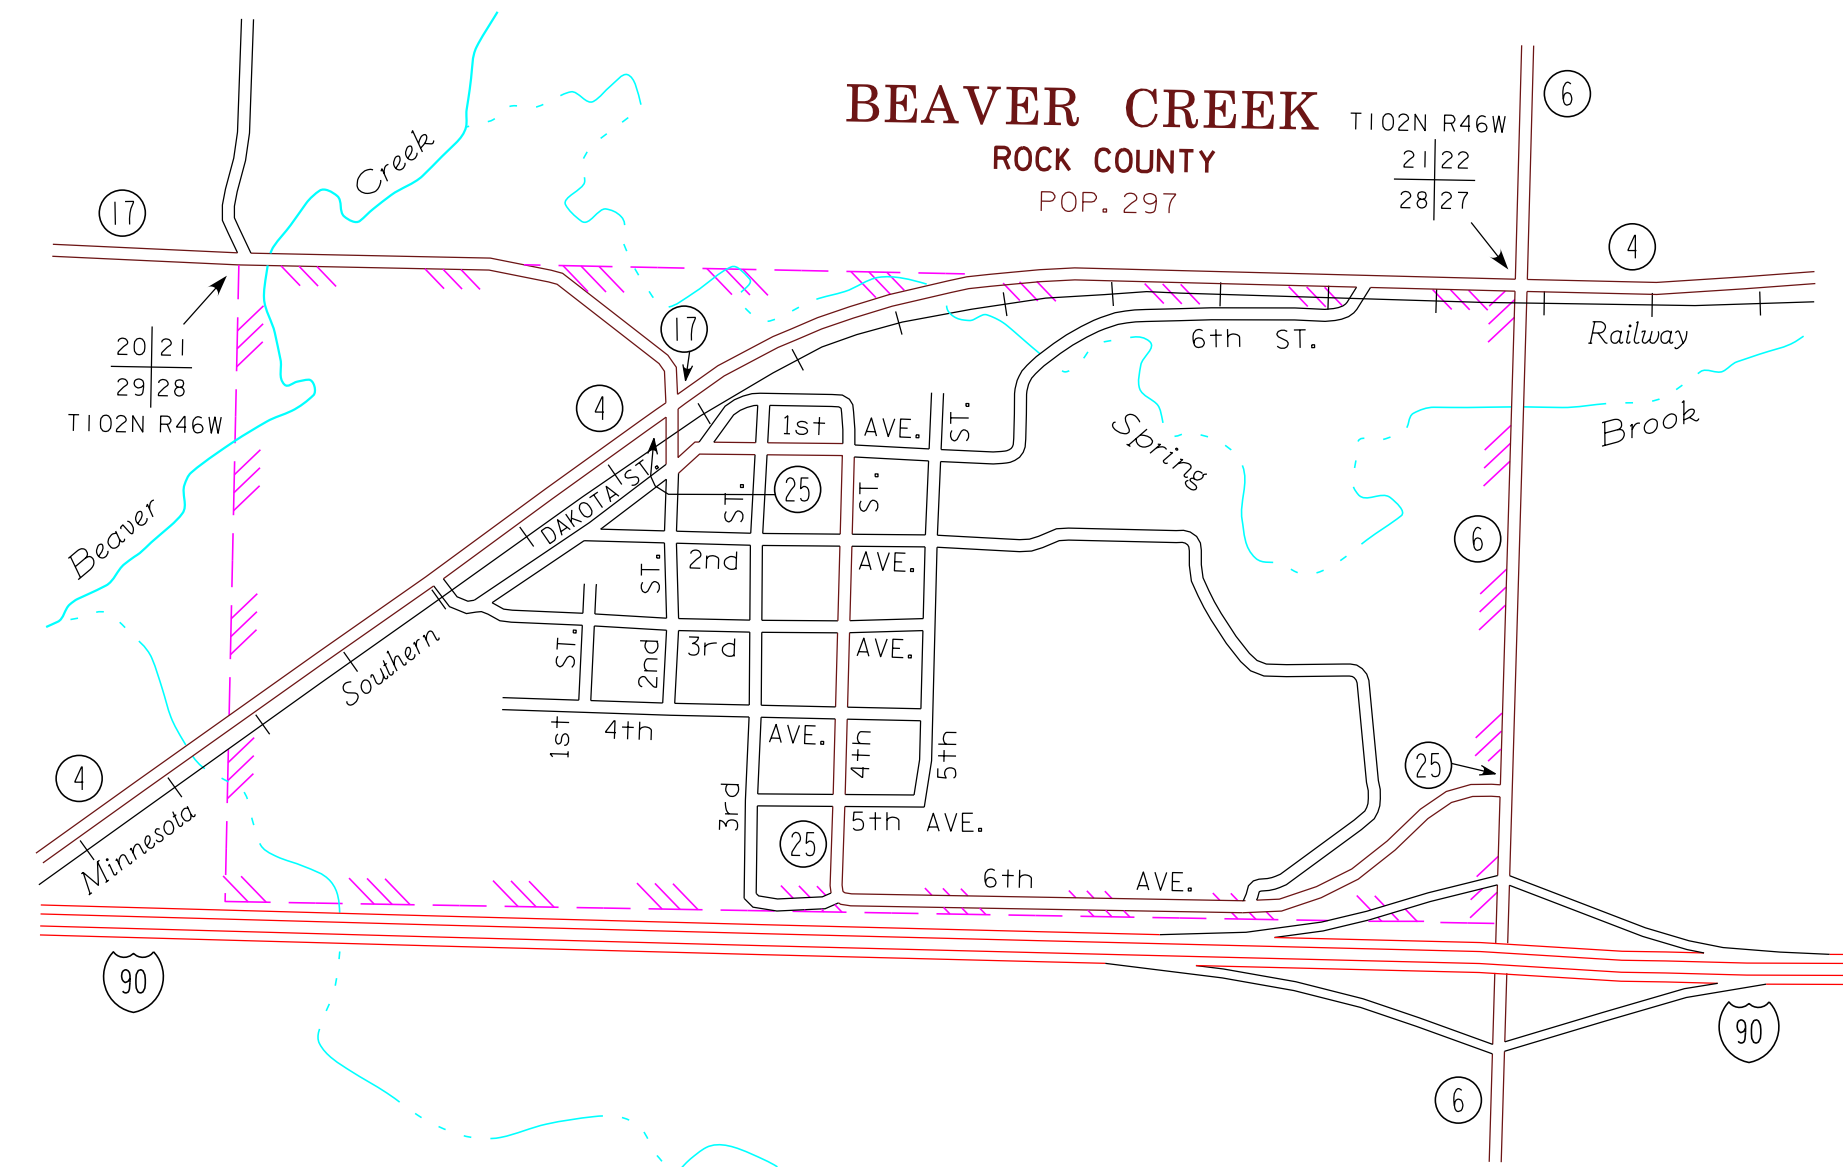 BEAVER CREEK
ROCK COUNTY
POP. 297
6
T102N R46W
21 22
28 27
Creek
17
4
20 21
29 28
T102N R46W
17
4
6th ST.
Railway
1st AVE. ST.
Spring
Brook
DAKOTA ST.
25
ST.
ST.
Beaver
6
2nd AVE.
ST.
3rd AVE.
ST.
2nd
Southern
1st
4th AVE.
4th
5th
25
4
3rd
Minnesota
5th AVE.
25
6th AVE.
90
90
6